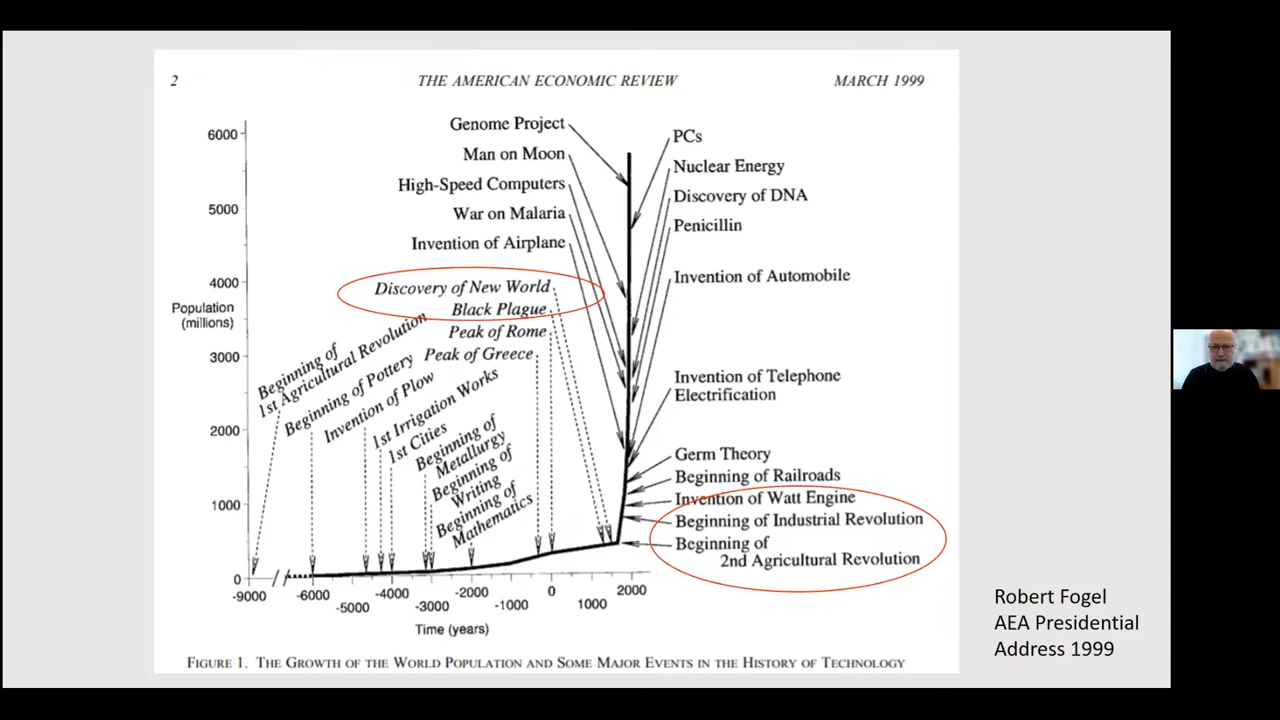 2
THE AMERICAN ECONOMIC REVIEW
MARCH 1999
6000
5000
4000
Population
(millions)
3000
2000
1000
0
Genome Project
Man on Moon
High-Speed Computers
War on Malaria
Invention of Airplane
Discovery of New World
Black Plague
Peak of Rome
Peak of Greece
Beginning of
1st Agricultural Revolution
Beginning of Pottery
Invention of Plow
1st Irrigation Works
1st Cities
Beginning of
Metallurgy
Beginning of
Writing
Beginning of
Mathematics
PCs
Nuclear Energy
Discovery of DNA
Penicillin
Invention of Automobile
Invention of Telephone
Electrification
Germ Theory
Beginning of Railroads
Invention of Watt Engine
Beginning of Industrial Revolution
Beginning of
2nd Agricultural Revolution
-9000
-6000
-5000
-4000
-3000
-2000
-1000
0
1000
2000
Time (years)
FIGURE 1. THE GROWTH OF THE WORLD POPULATION AND SOME MAJOR EVENTS IN THE HISTORY OF TECHNOLOGY
Robert Fogel
AEA Presidential
Address 1999